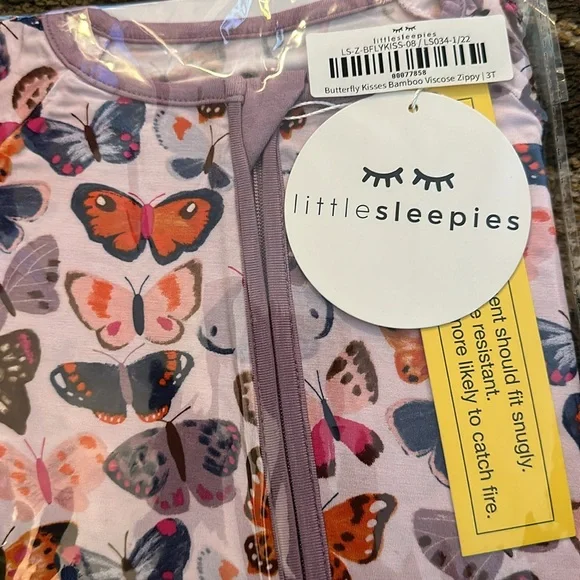 littlesleepies
LS-Z-BFLYKISS-08 / LS034-1/22
00077858
Butterfly Kisses Bamboo Viscose Zippy | 3T
littlesleepies
ent should fit snugly.
e resistant.
more likely to catch fire.